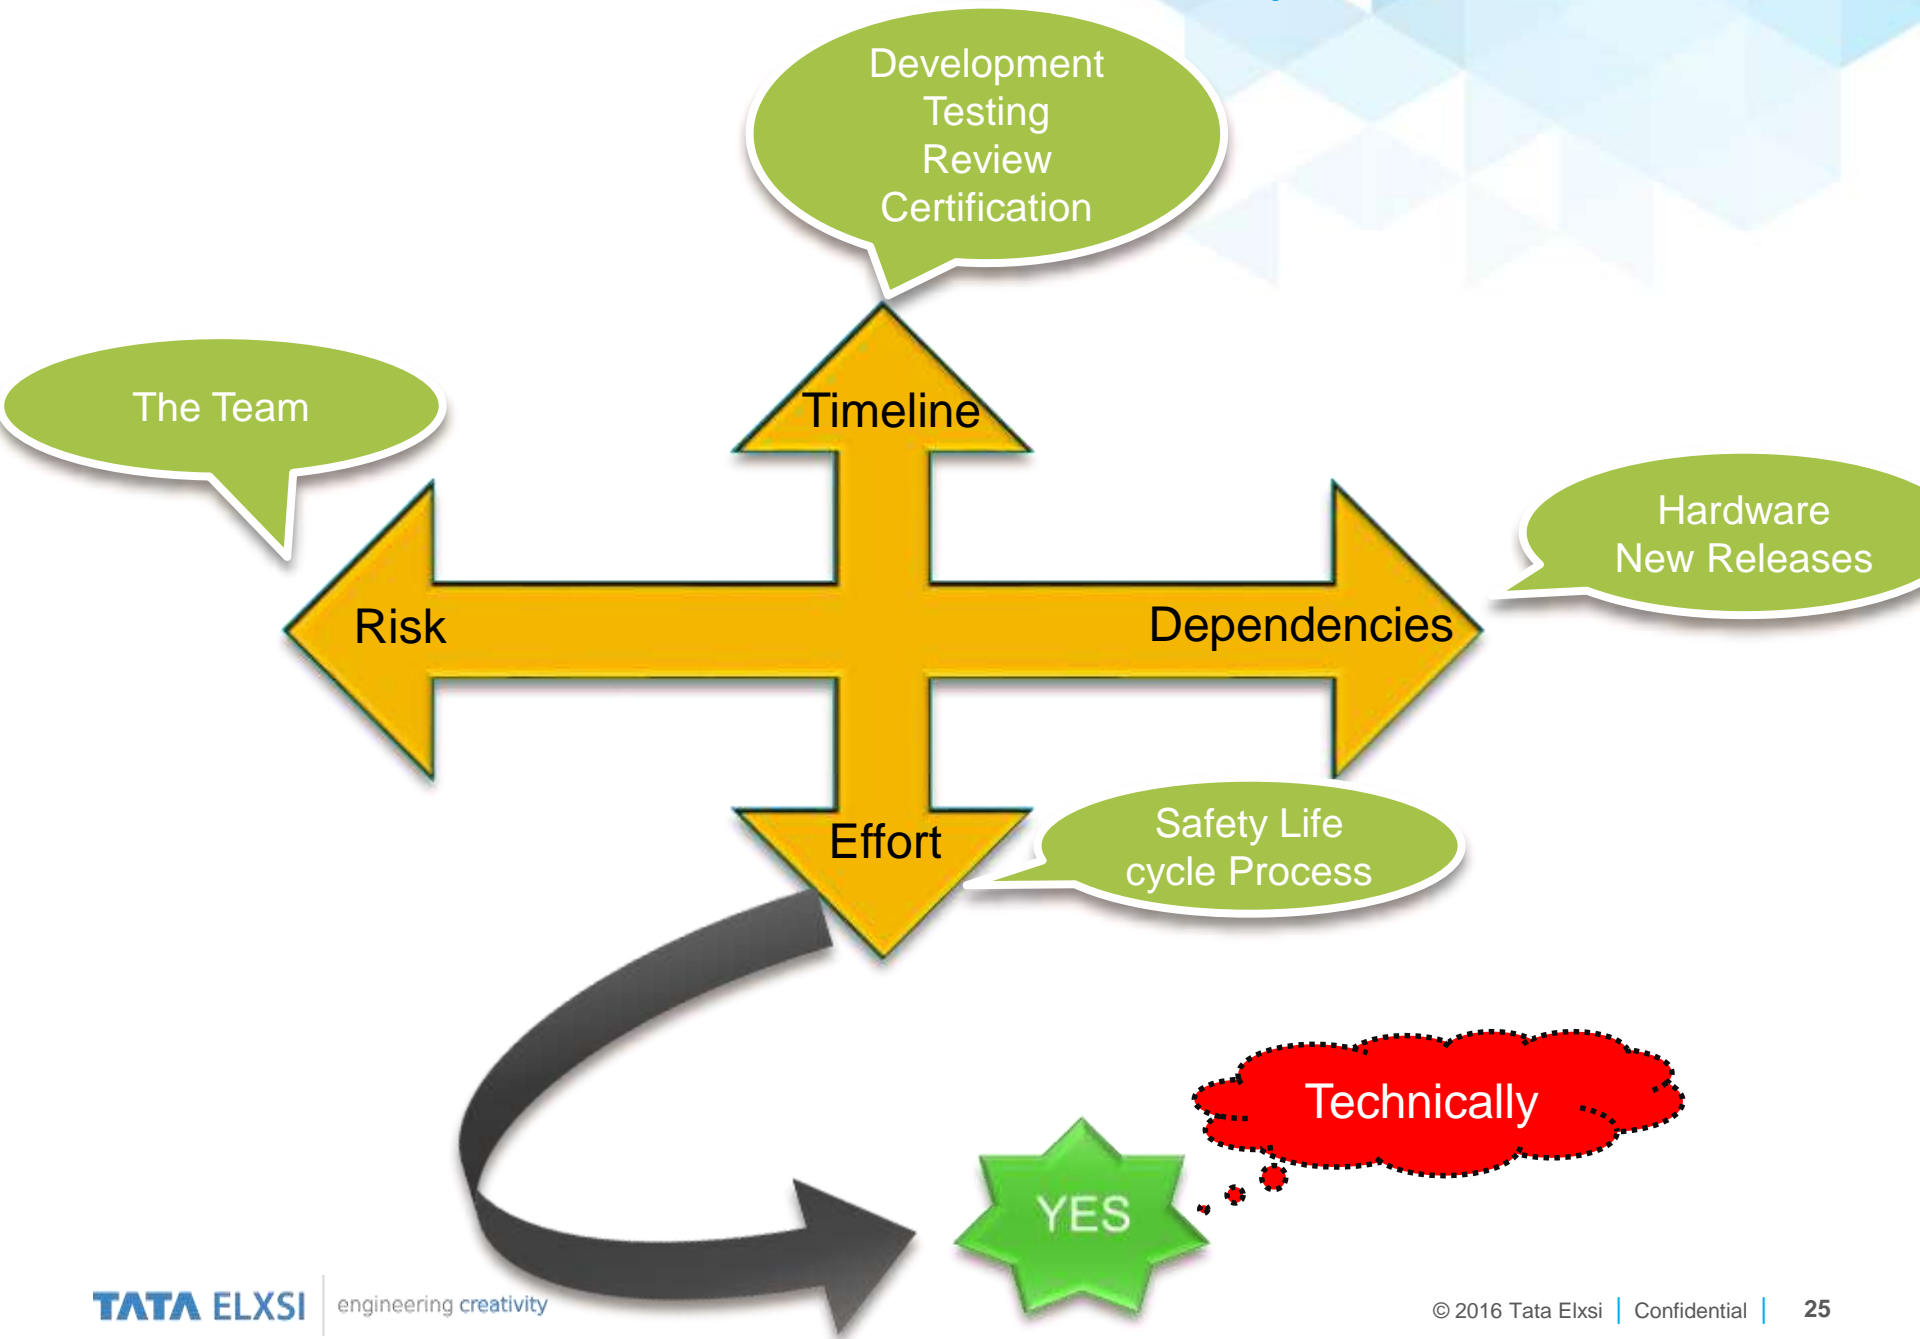 Development
Testing
Review
Certification
The Team
Timeline
Hardware
New Releases
Risk
Dependencies
Effort
Safety Life
cycle Process
Technically
YES
TATA ELXSI engineering creativity
© 2016 Tata Elxsi Confidential 25